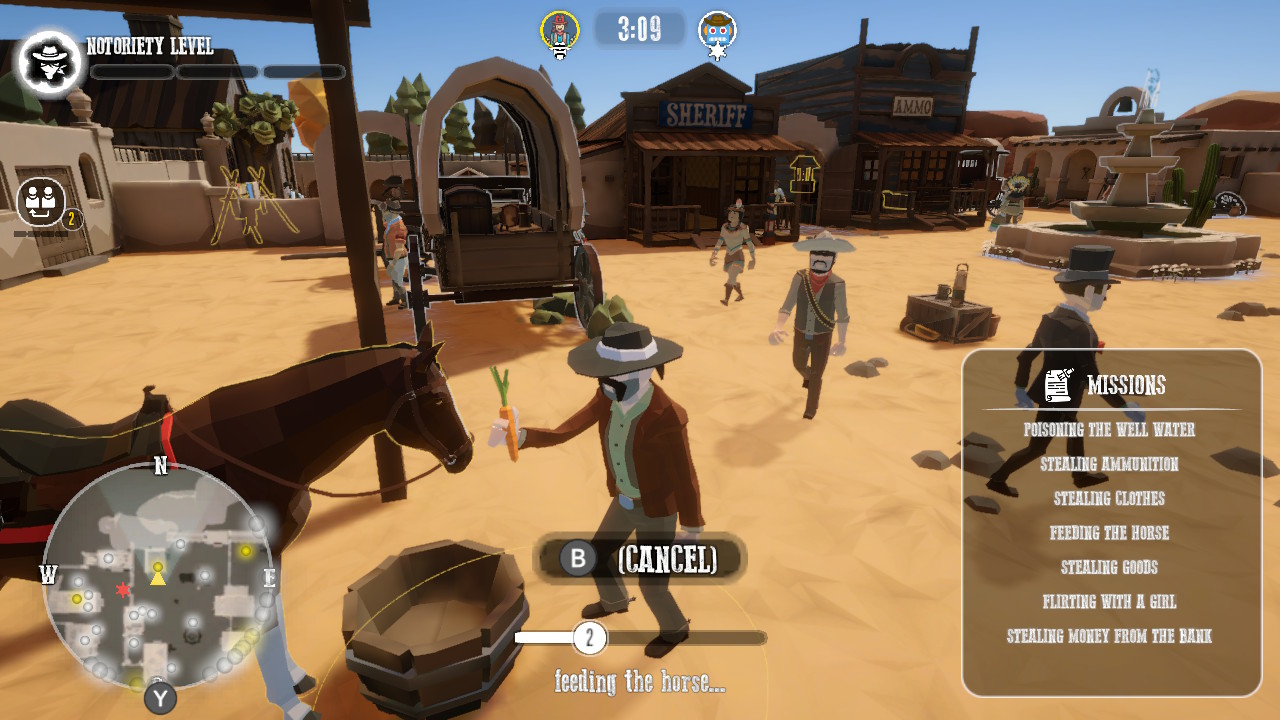 NOTORIETY LEVEL
3:09
SHERIFF
AMMO
2
MISSIONS
POISONING THE WELL WATER
STEALING AMMUNITION
STEALING CLOTHES
FEEDING THE HORSE
STEALING GOODS
FLIRTING WITH A GIRL
STEALING MONEY FROM THE BANK
N
W
E
Y
B (CANCEL)
2
feeding the horse...